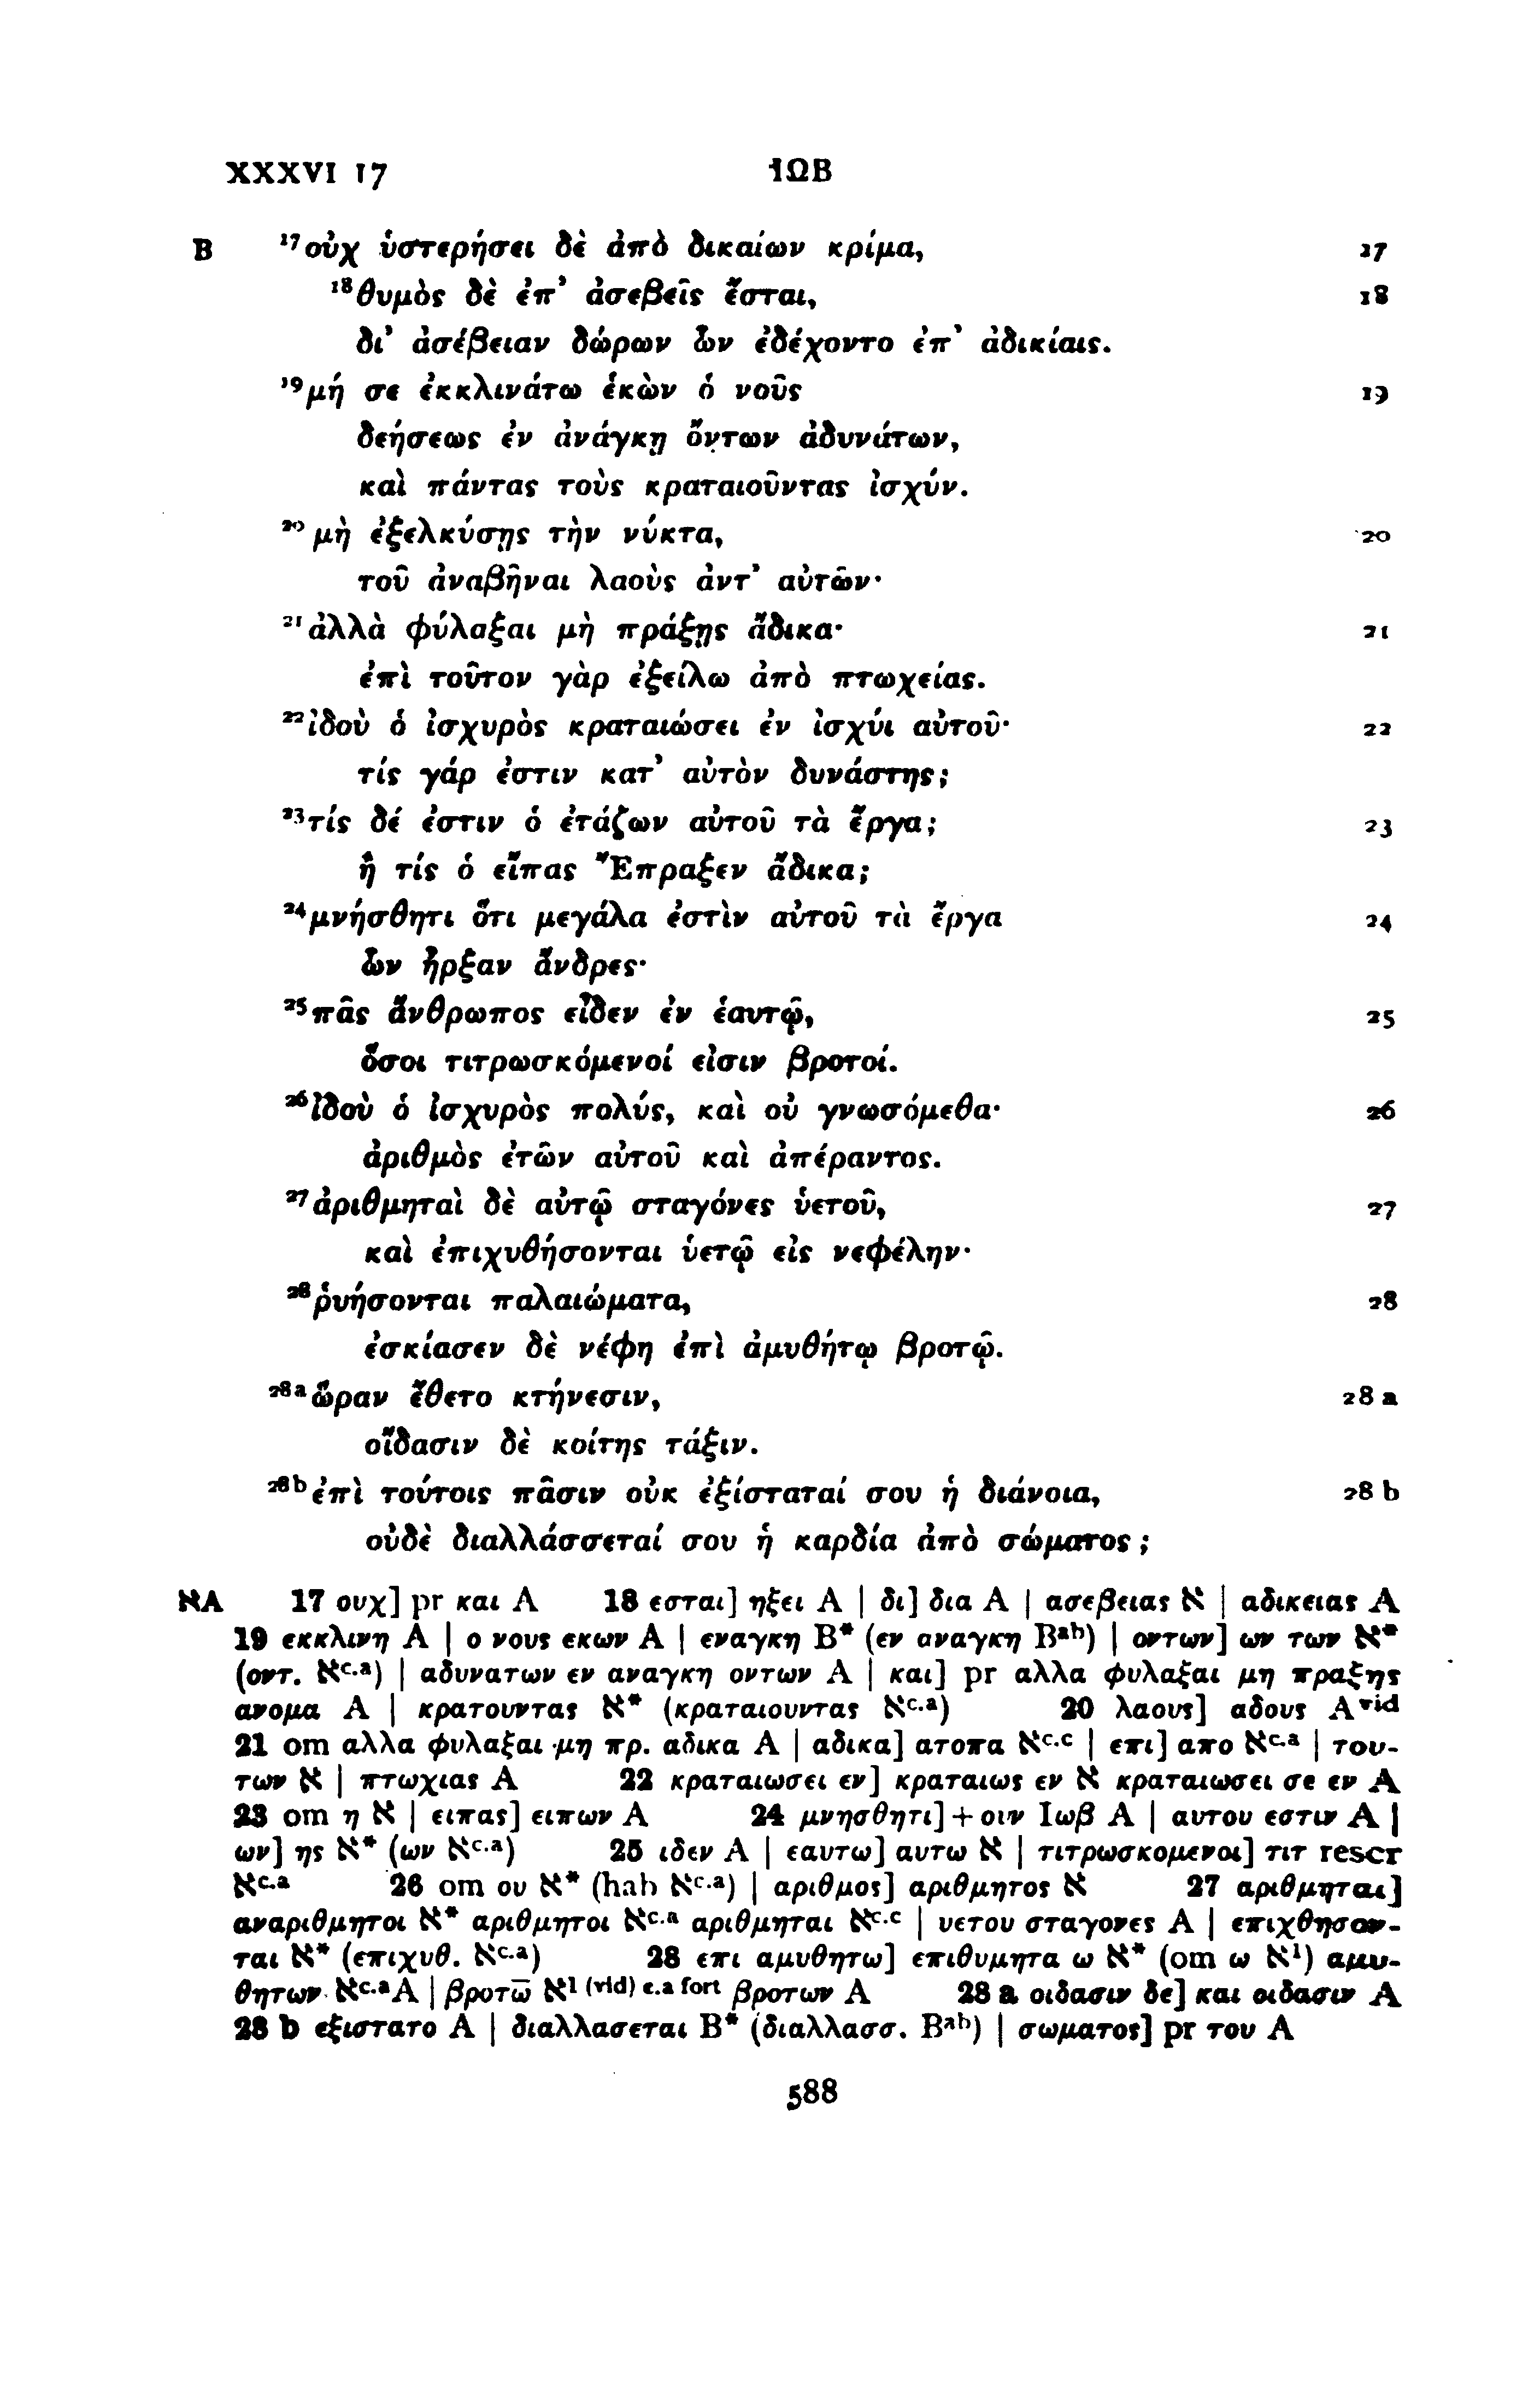 XXXVI 17 ΙΩΒ
B ¹⁷οὐχ ὑστερήσει δὲ ἀπὸ δικαίων κρίμα, 17
¹⁸θυμὸς δὲ ἐπ’ ἀσεβεῖς ἔσται, 18
δι’ ἀσέβειαν δώρων ὧν ἐδέχοντο ἐπ’ ἀδικίαις.
¹⁹μή σε ἐκκλινάτω ἑκὼν ὁ νοῦς 19
δεήσεως ἐν ἀνάγκῃ ὄντων ἀδυνάτων,
καὶ πάντας τοὺς κραταιοῦντας ἰσχύν.
²⁰μὴ ἐξελκύσῃς τὴν νύκτα, 20
τοῦ ἀναβῆναι λαοὺς ἀντ’ αὐτῶν·
²¹ἀλλὰ φύλαξαι μὴ πράξῃς ἄδικα· 21
ἐπὶ τοῦτον γὰρ ἐξείλω ἀπὸ πτωχείας.
²²ἰδοὺ ὁ ἰσχυρὸς κραταιώσει ἐν ἰσχύι αὐτοῦ· 22
τίς γάρ ἐστιν κατ’ αὐτὸν δυνάστης;
²³τίς δέ ἐστιν ὁ ἐτάζων αὐτοῦ τὰ ἔργα; 23
ἢ τίς ὁ εἴπας Ἔπραξεν ἄδικα;
²⁴μνήσθητι ὅτι μεγάλα ἐστὶν αὐτοῦ τὰ ἔργα 24
ὧν ἦρξαν ἄνδρες·
²⁵πᾶς ἄνθρωπος εἶδεν ἐν ἑαυτῷ, 25
ὅσοι τιτρωσκόμενοί εἰσιν βροτοί.
²⁶ἰδοὺ ὁ ἰσχυρὸς πολύς, καὶ οὐ γνωσόμεθα· 26
ἀριθμὸς ἐτῶν αὐτοῦ καὶ ἀπέραντος.
²⁷ἀριθμηταὶ δὲ αὐτῷ σταγόνες ὑετοῦ, 27
καὶ ἐπιχυθήσονται ὑετῷ εἰς νεφέλην·
²⁸ῥυήσονται παλαιώματα, 28
ἐσκίασεν δὲ νέφη ἐπὶ ἀμυθήτῳ βροτῷ.
²⁸ᵃὥραν ἔθετο κτήνεσιν, 28 a
οἴδασιν δὲ κοίτης τάξιν.
²⁸ᵇἐπὶ τούτοις πᾶσιν οὐκ ἐξίσταταί σου ἡ διάνοια, 28 b
οὐδὲ διαλλάσσεταί σου ἡ καρδία ἀπὸ σώματος;
ℵA 17 ουχ] pr και A 18 εσται] ηξει A | δι] δια A | ασεβειας ℵ | αδικειας A
19 εκκλινη A | ο νους εκων A | εναγκη B* (εν αναγκη Bᵃᵇ) | οντων] ων των ℵ*
(οντ. ℵᶜ·ᵃ) | αδυνατων εν αναγκη οντων A | και] pr αλλα φυλαξαι μη πραξης
ανομα A | κρατουντας ℵ* (κραταιουντας ℵᶜ·ᵃ) 20 λαους] αδους Aᵛⁱᵈ
21 om αλλα φυλαξαι μη πρ. αδικα A | αδικα] ατοπα ℵᶜ·ᶜ | επι] απο ℵᶜ·ᵃ | του-
των ℵ | πτωχιας A 22 κραταιωσει εν] κραταιως εν ℵ κραταιωσει σε εν A
23 om η ℵ | ειπας] ειπων A 24 μνησθητι] + οιν Ιωβ A | αυτου εστιν A |
ων] ης ℵ* (ων ℵᶜ·ᵃ) 25 ιδεν A | εαυτω] αυτω ℵ | τιτρωσκομενοι] τιτ rescr
ℵᶜ·ᵃ 26 om ου ℵ* (hab ℵᶜ·ᵃ) | αριθμος] αριθμητος ℵ 27 αριθμηται]
αναριθμητοι ℵ* αριθμητοι ℵᶜ·ᵃ αριθμηται ℵᶜ·ᶜ | υετου σταγονες A | επιχθησον-
ται ℵ* (επιχυθ. ℵᶜ·ᵃ) 28 επι αμυθητω] επιθυμητα ω ℵ* (om ω ℵ¹) αμυ-
θητων ℵᶜ·ᵃA | βροτω̅ ℵ¹ ⁽ᵛⁱᵈ⁾ ᶜ·ᵃ ᶠᵒʳᵗ βροτων A 28 a οιδασιν δε] και οιδασιν A
28 b εξιστατο A | διαλλασεται B* (διαλλασσ. Bᵃᵇ) | σωματος] pr του A
588